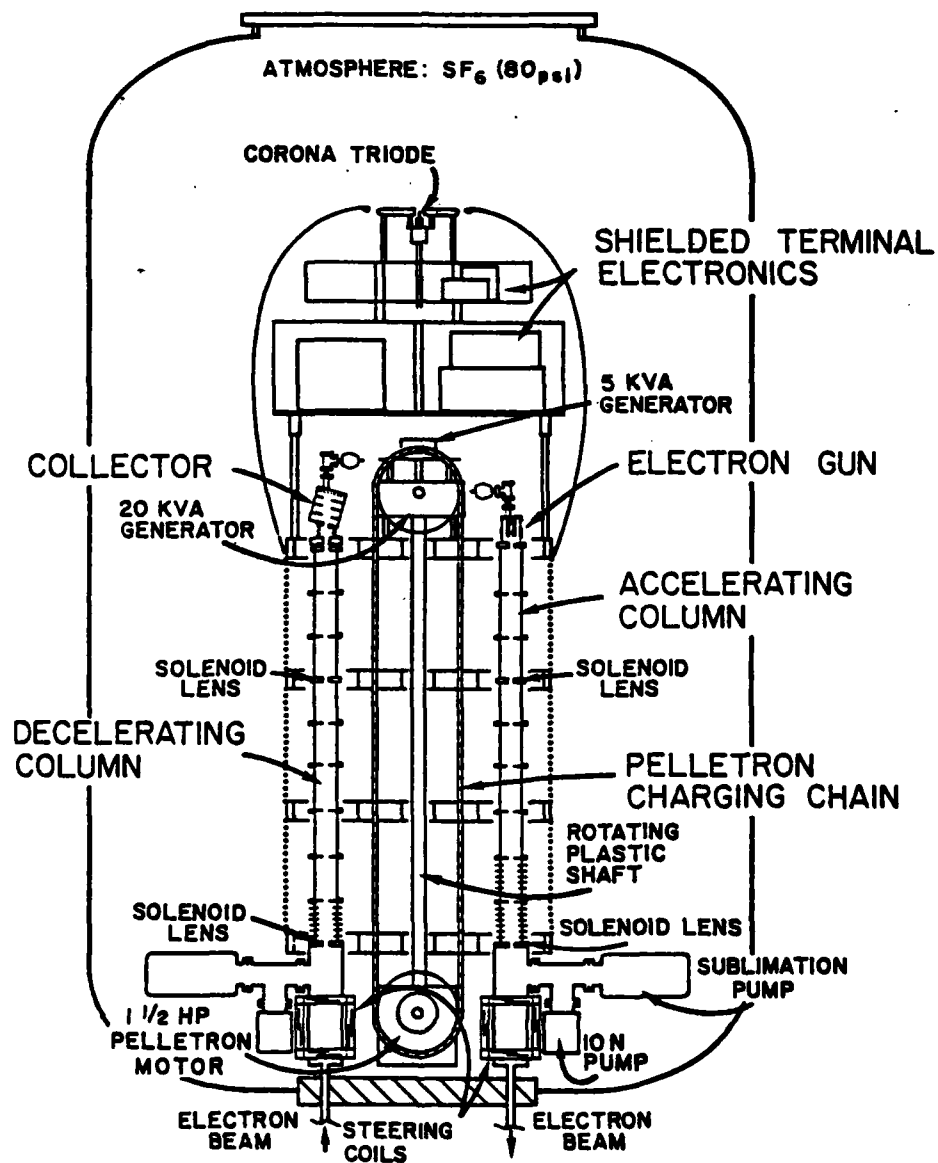 ATMOSPHERE: SF6 (80psi)
CORONA TRIODE
SHIELDED TERMINAL
ELECTRONICS
5 KVA
GENERATOR
COLLECTOR
ELECTRON GUN
20 KVA
GENERATOR
ACCELERATING
COLUMN
SOLENOID
LENS
SOLENOID
LENS
DECELERATING
COLUMN
PELLETRON
CHARGING CHAIN
ROTATING
PLASTIC
SHAFT
SOLENOID
LENS
SOLENOID LENS
SUBLIMATION
PUMP
1 1/2 HP
PELLETRON
MOTOR
ION
PUMP
ELECTRON
BEAM
STEERING
COILS
ELECTRON
BEAM